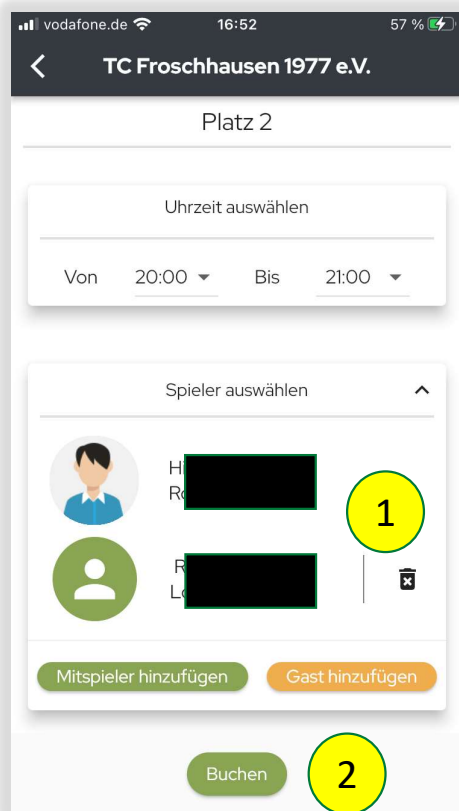 vodafone.de 16:52 57 %
TC Froschhausen 1977 e.V.
Platz 2
Uhrzeit auswählen
Von 20:00 Bis 21:00
Spieler auswählen
1
Mitspieler hinzufügen Gast hinzufügen
Buchen 2